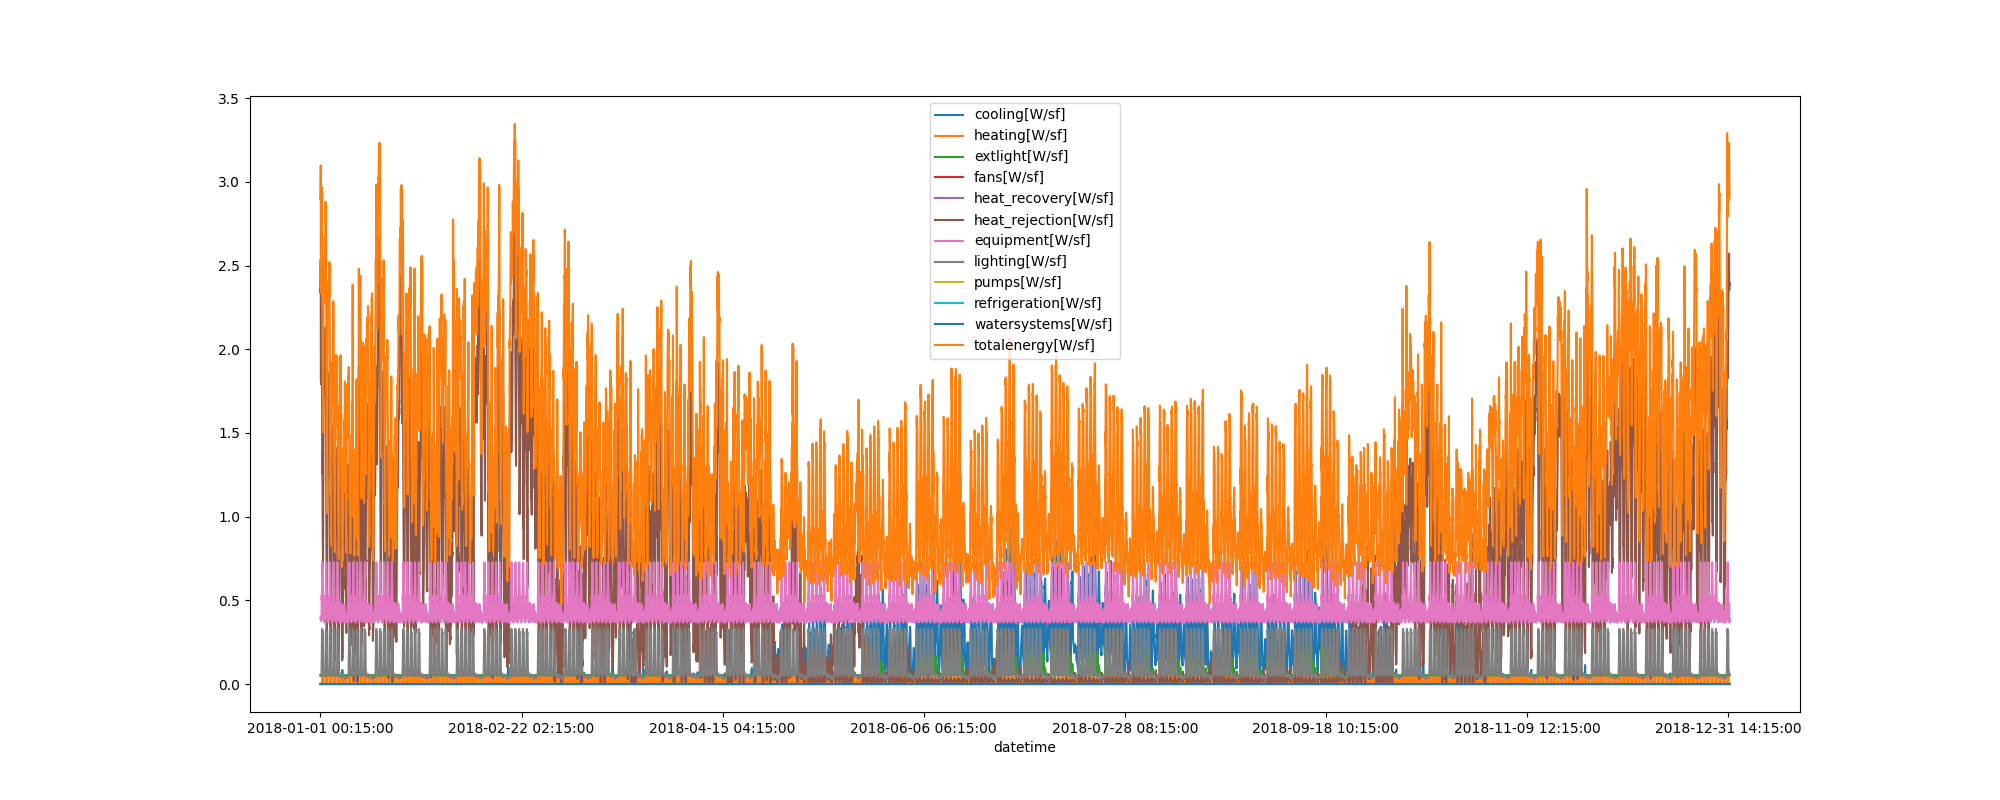 3.5
3.0
2.5
2.0
1.5
1.0
0.5
0.0
cooling[W/sf]
heating[W/sf]
extlight[W/sf]
fans[W/sf]
heat_recovery[W/sf]
heat_rejection[W/sf]
equipment[W/sf]
lighting[W/sf]
pumps[W/sf]
refrigeration[W/sf]
watersystems[W/sf]
totalenergy[W/sf]
2018-01-01 00:15:00
2018-02-22 02:15:00
2018-04-15 04:15:00
2018-06-06 06:15:00
2018-07-28 08:15:00
2018-09-18 10:15:00
2018-11-09 12:15:00
2018-12-31 14:15:00
datetime